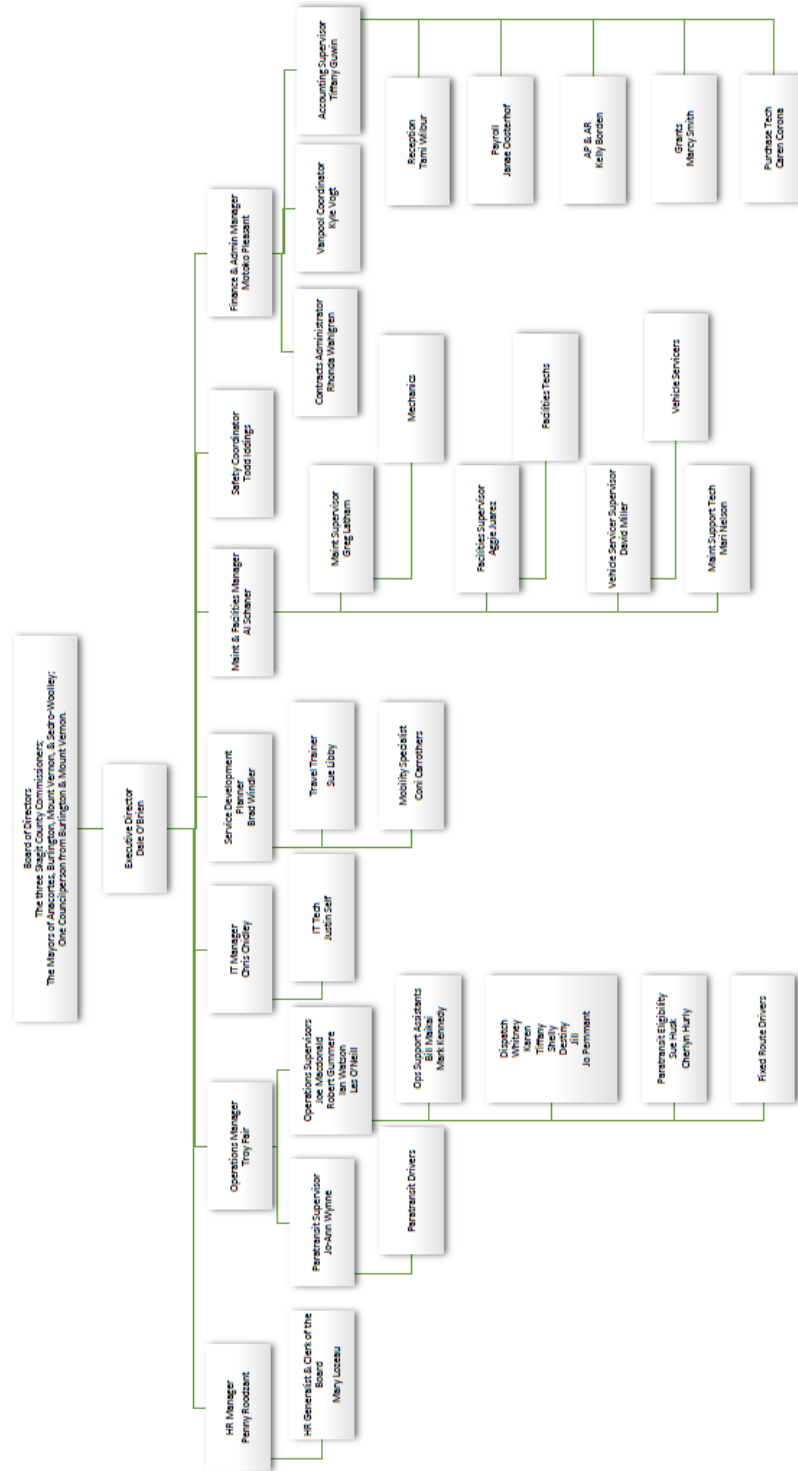 Board of Directors
The three Skagit County Commissioners;
The Mayors of Anacortes, Burlington, Mount Vernon, & Sedro-Woolley;
One Councilperson from Burlington & Mount Vernon.
Executive Director
Dale O'Brien
HR Manager
Penny Roodzant
HR Generalist & Clerk of the
Board
Mary Lozeau
Operations Manager
Troy Fair
Paratransit Supervisor
Jo-Ann Wynne
Paratransit Drivers
Operations Supervisors
Joe Macdonald
Robert Gummere
Ian Watson
Les O'Neill
Ops Support Assistants
Bill Maikai
Mark Kennedy
Dispatch
Whitney
Karen
Tiffany
Shelly
Destiny
Jill
Jo Pemmant
Paratransit Eligibility
Sue Husk
Cherlyn Hurly
Fixed Route Drivers
IT Manager
Chris Chidley
IT Tech
Justin Self
Service Development
Planner
Brad Windler
Travel Trainer
Sue Libby
Mobility Specialist
Coni Carrothers
Maint & Facilities Manager
Al Schaner
Maint Supervisor
Greg Latham
Mechanics
Facilities Supervisor
Aggie Juarez
Facilities Techs
Vehicle Servicer Supervisor
David Miller
Vehicle Servicers
Maint Support Tech
Mari Nelson
Safety Coordinator
Todd Iddings
Finance & Admin Manager
Motoko Pleasant
Contracts Administrator
Rhonda Wahlgren
Vanpool Coordinator
Kyle Vogt
Accounting Supervisor
Tiffany Guwin
Reception
Tami Wilbur
Payroll
Janae Oosterhof
AP & AR
Kelly Borden
Grants
Marcy Smith
Purchase Tech
Caren Corona